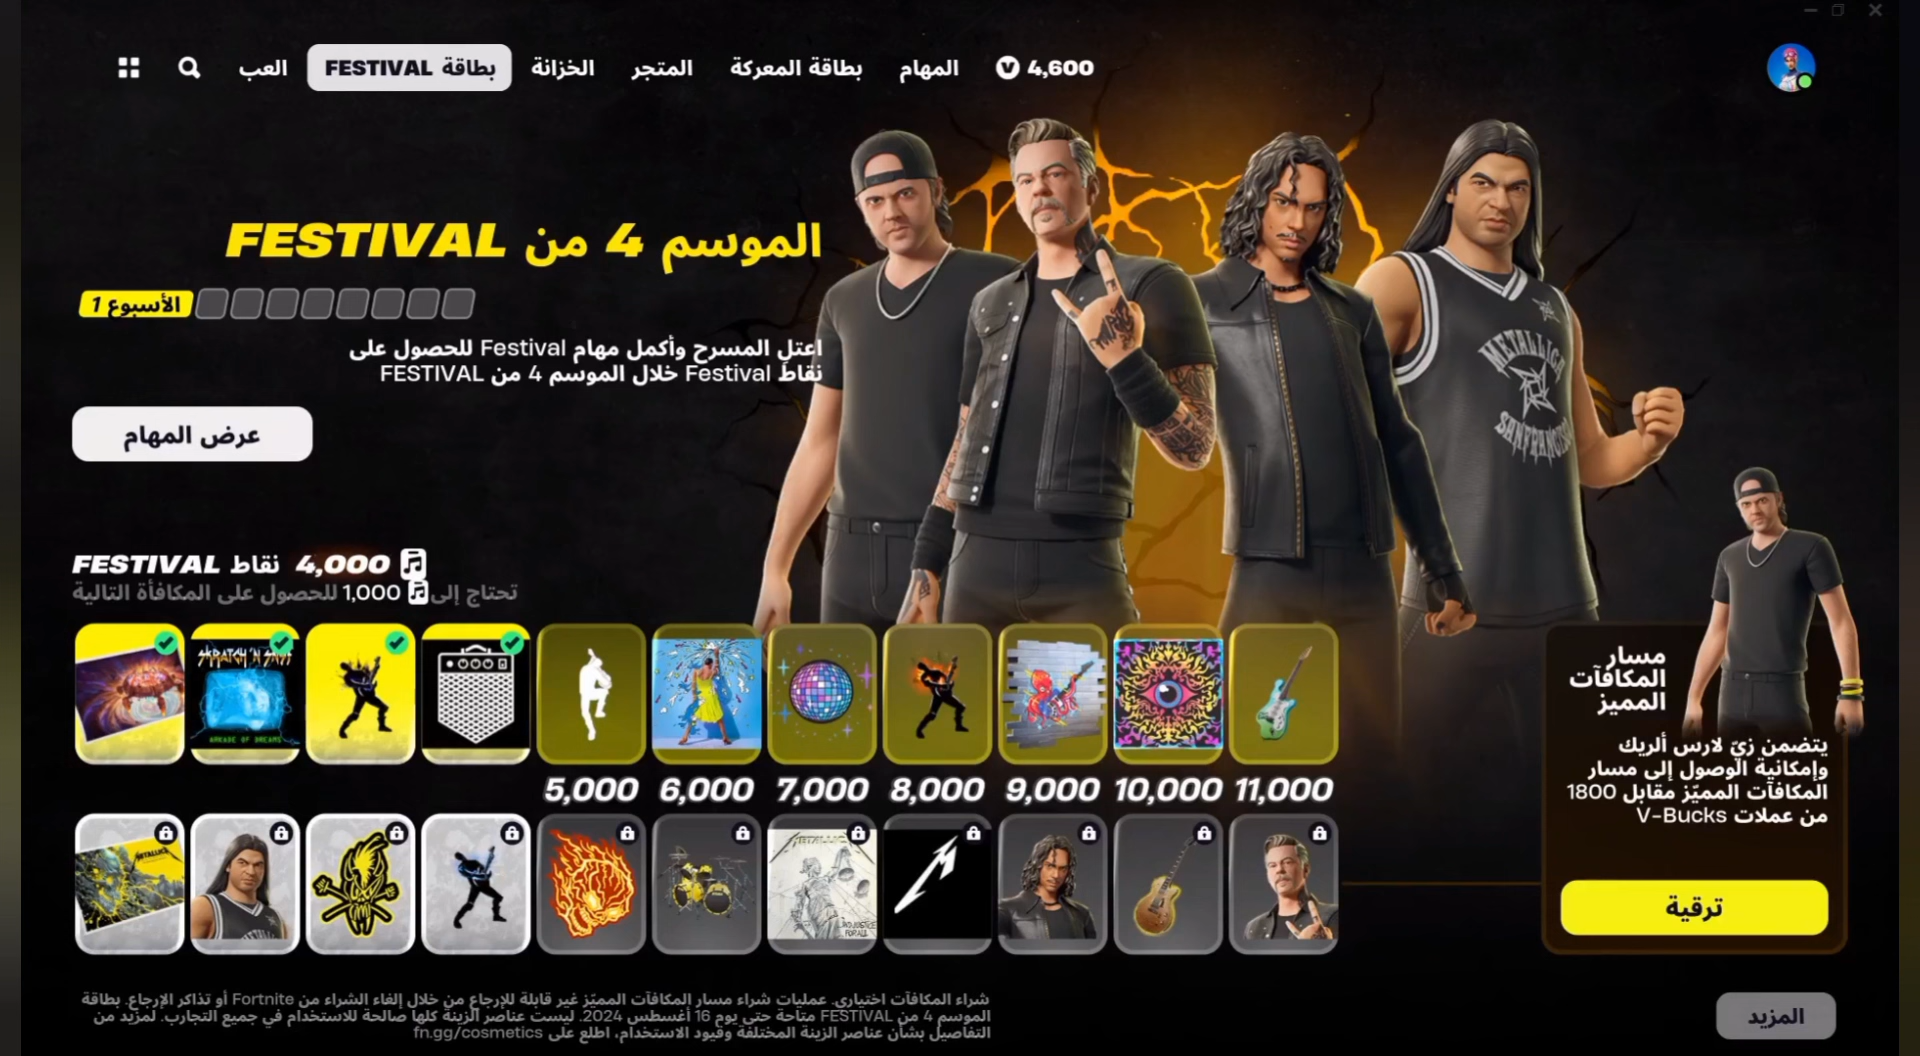 العب
بطاقة FESTIVAL
الخزانة
المتجر
بطاقة المعركة
المهام
4,600
الموسم 4 من FESTIVAL
الأسبوع 1
اعتلِ المسرح وأكمل مهام Festival للحصول على
نقاط Festival خلال الموسم 4 من FESTIVAL
عرض المهام
METALLICA
SAN FRANCISCO
4,000 نقاط FESTIVAL
تحتاج إلى 1,000 للحصول على المكافأة التالية
5,000
6,000
7,000
8,000
9,000
10,000
11,000
METALLICA
METALLICA
مسار
المكافآت
المميز
يتضمن زيّ لارس ألريك
وإمكانية الوصول إلى مسار
المكافآت المميّز مقابل 1800
من عملات V-Bucks
ترقية
شراء المكافآت اختياري. عمليات شراء مسار المكافآت المميّز غير قابلة للإرجاع من خلال إلغاء الشراء من Fortnite أو تذاكر الإرجاع. بطاقة
الموسم 4 من FESTIVAL متاحة حتى يوم 16 أغسطس 2024. ليست عناصر الزينة كلها صالحة للاستخدام في جميع التجارب. لمزيد من
التفاصيل بشأن عناصر الزينة المختلفة وقيود الاستخدام، اطلع على fn.gg/cosmetics
المزيد